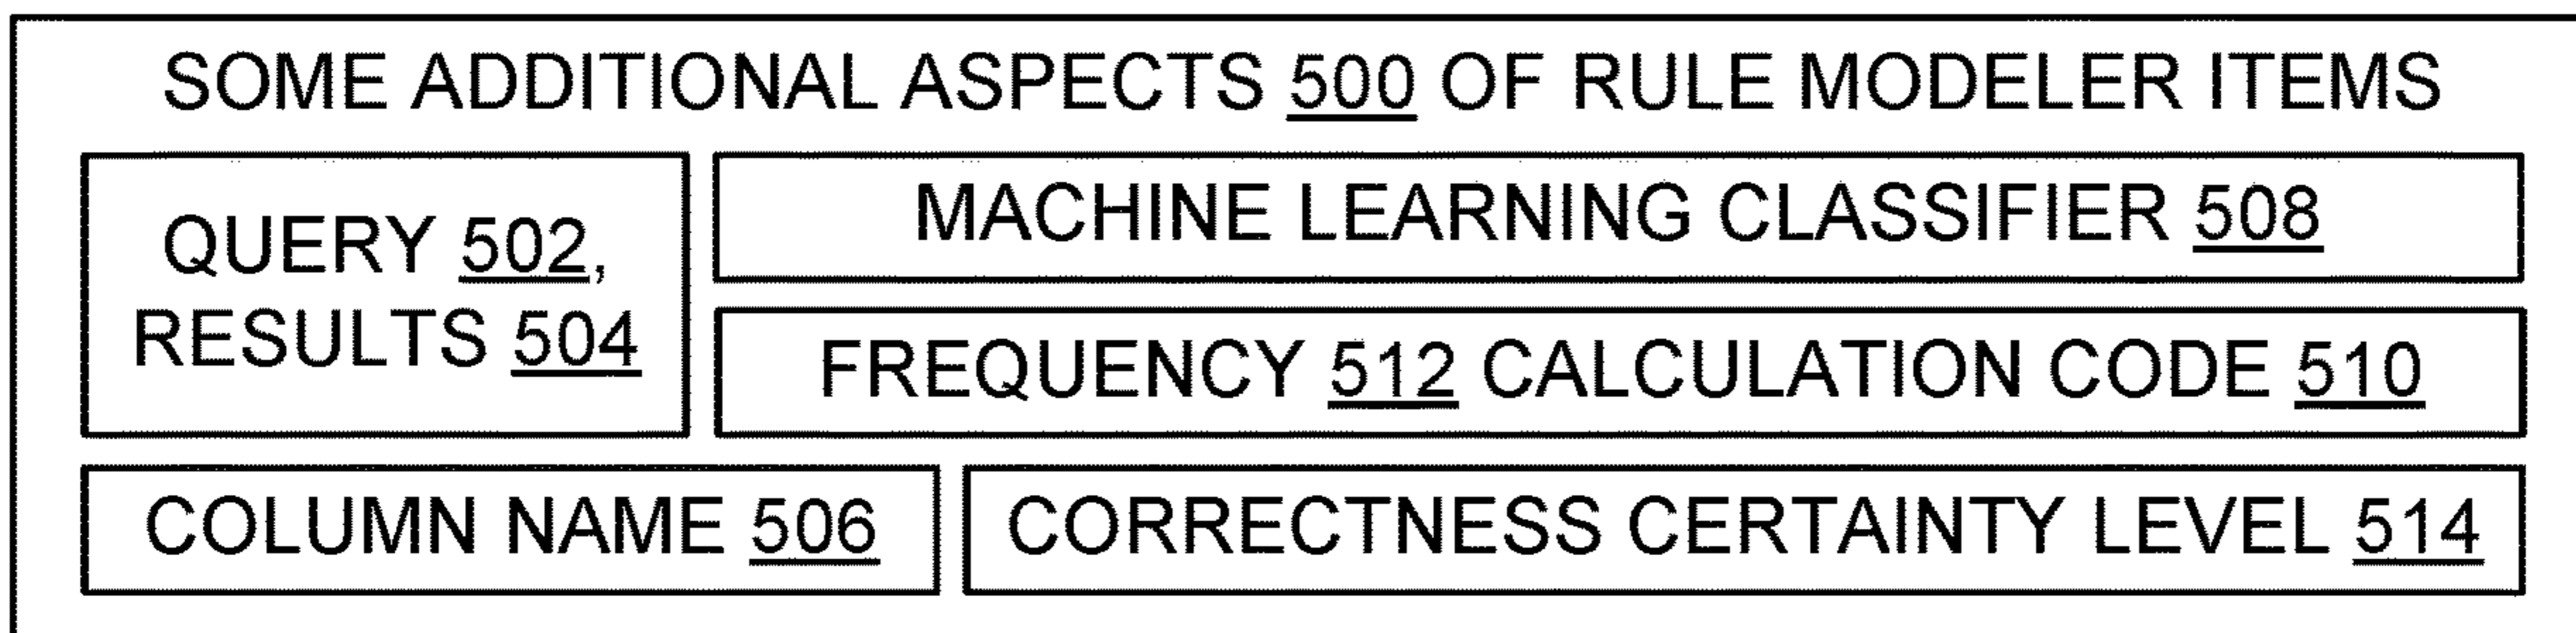 SOME ADDITIONAL ASPECTS 500 OF RULE MODELER ITEMS
QUERY 502,
RESULTS 504
MACHINE LEARNING CLASSIFIER 508
FREQUENCY 512 CALCULATION CODE 510
COLUMN NAME 506
CORRECTNESS CERTAINTY LEVEL 514